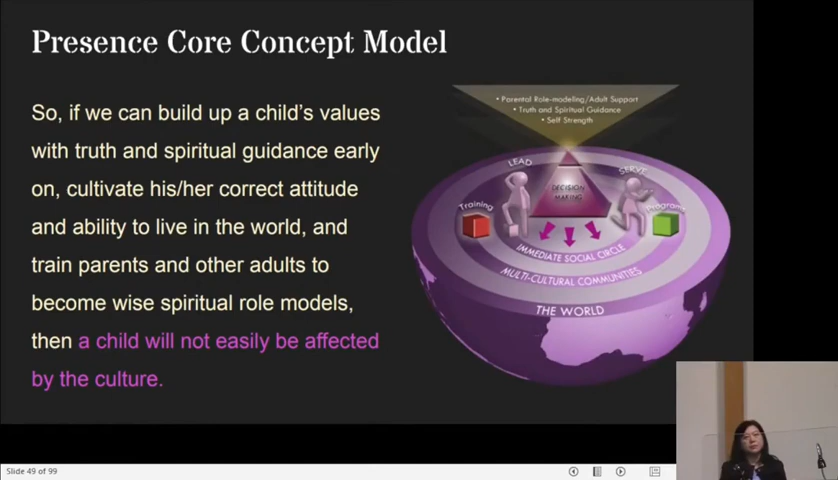 Presence Core Concept Model
So, if we can build up a child's values
with truth and spiritual guidance early
on, cultivate his/her correct attitude
and ability to live in the world, and
train parents and other adults to
become wise spiritual role models,
then a child will not easily be affected
by the culture.
• Parental Role-modeling/Adult Support
• Truth and Spiritual Guidance
• Self Strength
LEAD
SERVE
DECISION
MAKING
Training
Programs
IMMEDIATE SOCIAL CIRCLE
MULTI-CULTURAL COMMUNITIES
THE WORLD
Slide 49 of 99